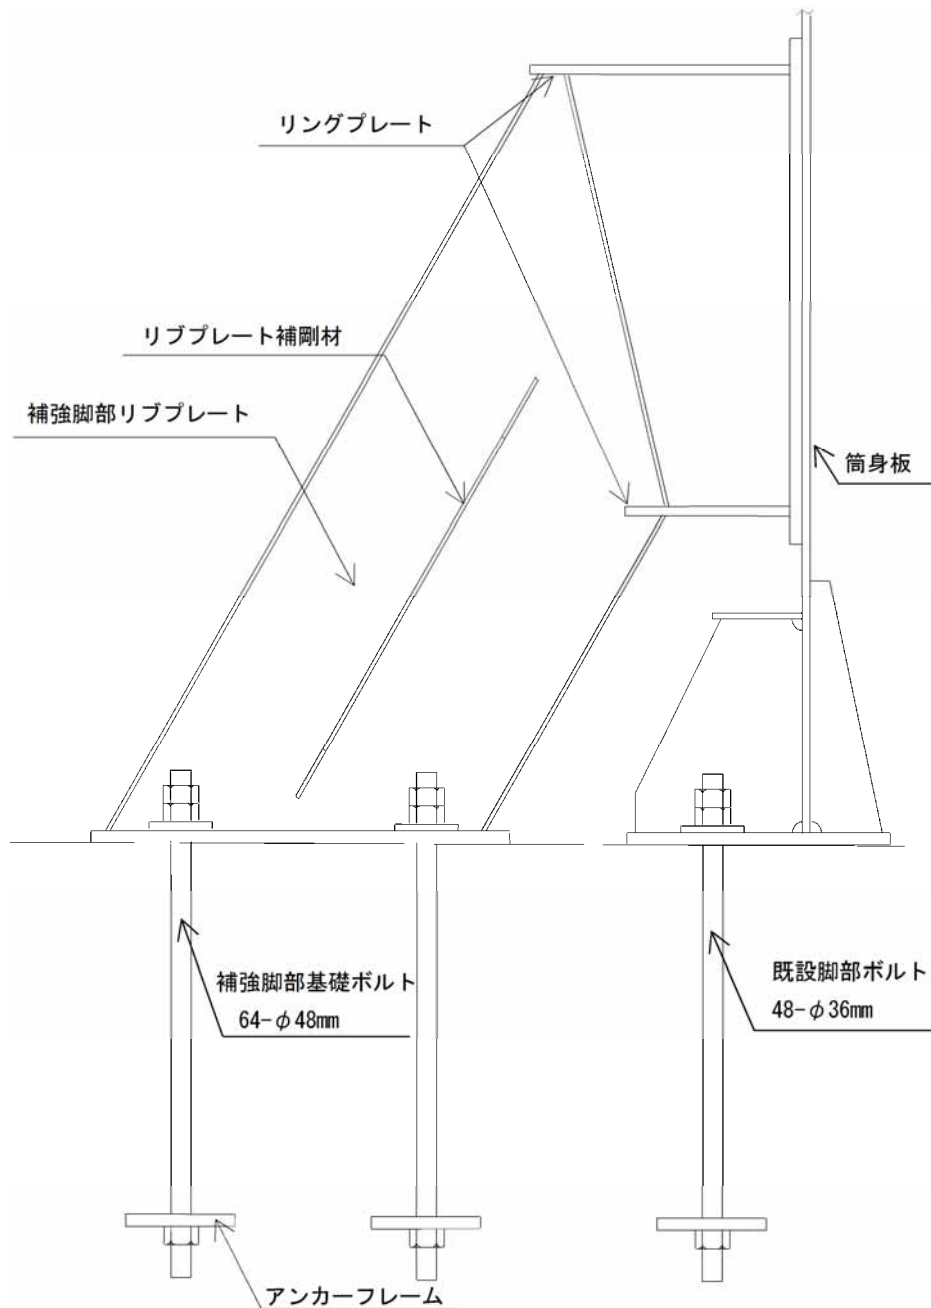 リングプレート
リブプレート補剛材
補強脚部リブプレート
筒身板
補強脚部基礎ボルト
64-φ48mm
既設脚部ボルト
48-φ36mm
アンカーフレーム